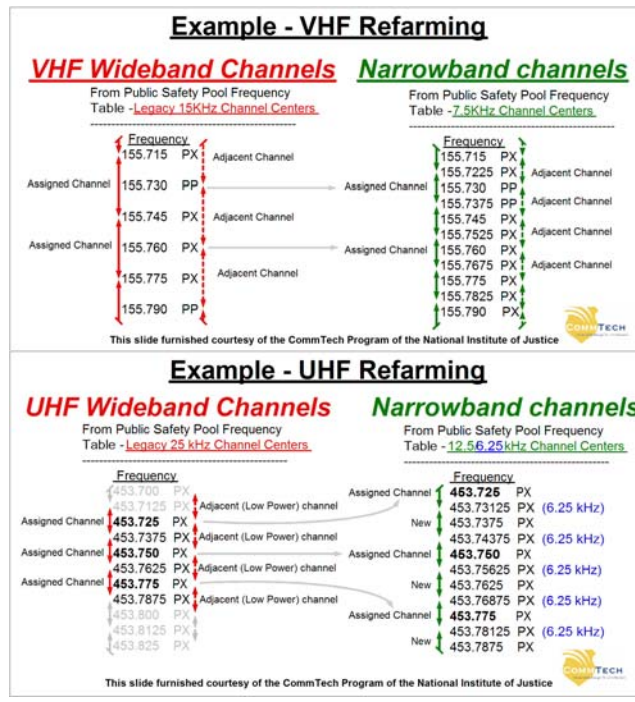 Example - VHF Refarming
VHF Wideband Channels
From Public Safety Pool Frequency
Table -Legacy 15KHz Channel Centers
Frequency
155.715 PX
Adjacent Channel
Assigned Channel 155.730 PP
155.745 PX Adjacent Channel
Assigned Channel 155.760 PX
155.775 PX Adjacent Channel
155.790 PP
Narrowband channels
From Public Safety Pool Frequency
Table -7.5KHz Channel Centers
Frequency
155.715 PX
155.7225 PX Adjacent Channel
Assigned Channel 155.730 PP
155.7375 PP Adjacent Channel
155.745 PX
155.7525 PX Adjacent Channel
Assigned Channel 155.760 PX
155.7675 PX Adjacent Channel
155.775 PX
155.7825 PX
155.790 PX
COMMTECH
This slide furnished courtesy of the CommTech Program of the National Institute of Justice
Example - UHF Refarming
UHF Wideband Channels
From Public Safety Pool Frequency
Table -Legacy 25 kHz Channel Centers
Frequency
453.700 PX
453.7125 PX Adjacent (Low Power) channel
Assigned Channel 453.725 PX
453.7375 PX Adjacent (Low Power) channel
Assigned Channel 453.750 PX
453.7625 PX Adjacent (Low Power) channel
Assigned Channel 453.775 PX
453.7875 PX Adjacent (Low Power) channel
453.800 PX
453.8125 PX
453.825 PX
Narrowband channels
From Public Safety Pool Frequency
Table -12.5/6.25 kHz Channel Centers
Frequency
Assigned Channel 453.725 PX
453.73125 PX (6.25 kHz)
New 453.7375 PX
453.74375 PX (6.25 kHz)
Assigned Channel 453.750 PX
453.75625 PX (6.25 kHz)
New 453.7625 PX
453.76875 PX (6.25 kHz)
Assigned Channel 453.775 PX
453.78125 PX (6.25 kHz)
New 453.7875 PX
COMMTECH
This slide furnished courtesy of the CommTech Program of the National Institute of Justice